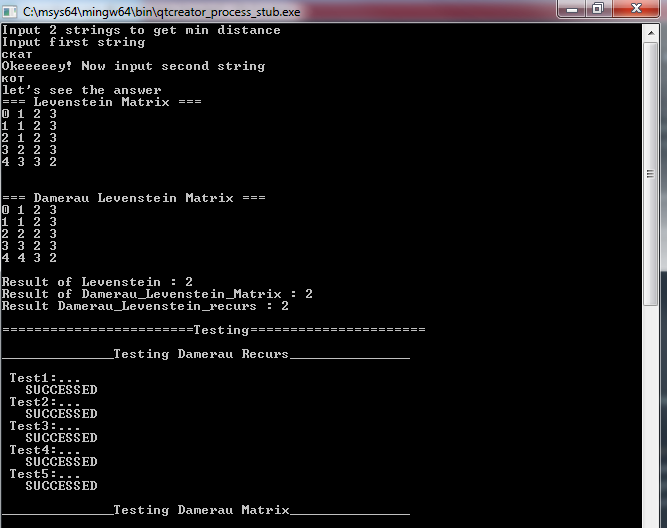 C:\msys64\mingw64\bin\qtcreator_process_stub.exe
Input 2 strings to get min distance
Input first string
скат
Okeeeeey! Now input second string
кот
let's see the answer
=== Levenstein Matrix ===
0 1 2 3
1 1 2 3
2 1 2 3
3 2 2 3
4 3 3 2
=== Damerau Levenstein Matrix ===
0 1 2 3
1 1 2 3
2 2 2 3
3 3 2 3
4 4 3 2
Result of Levenstein : 2
Result of Damerau_Levenstein_Matrix : 2
Result Damerau_Levenstein_recurs : 2
========================Testing======================
______________Testing Damerau Recurs_______________
Test1:...
SUCCESSED
Test2:...
SUCCESSED
Test3:...
SUCCESSED
Test4:...
SUCCESSED
Test5:...
SUCCESSED
______________Testing Damerau Matrix_______________